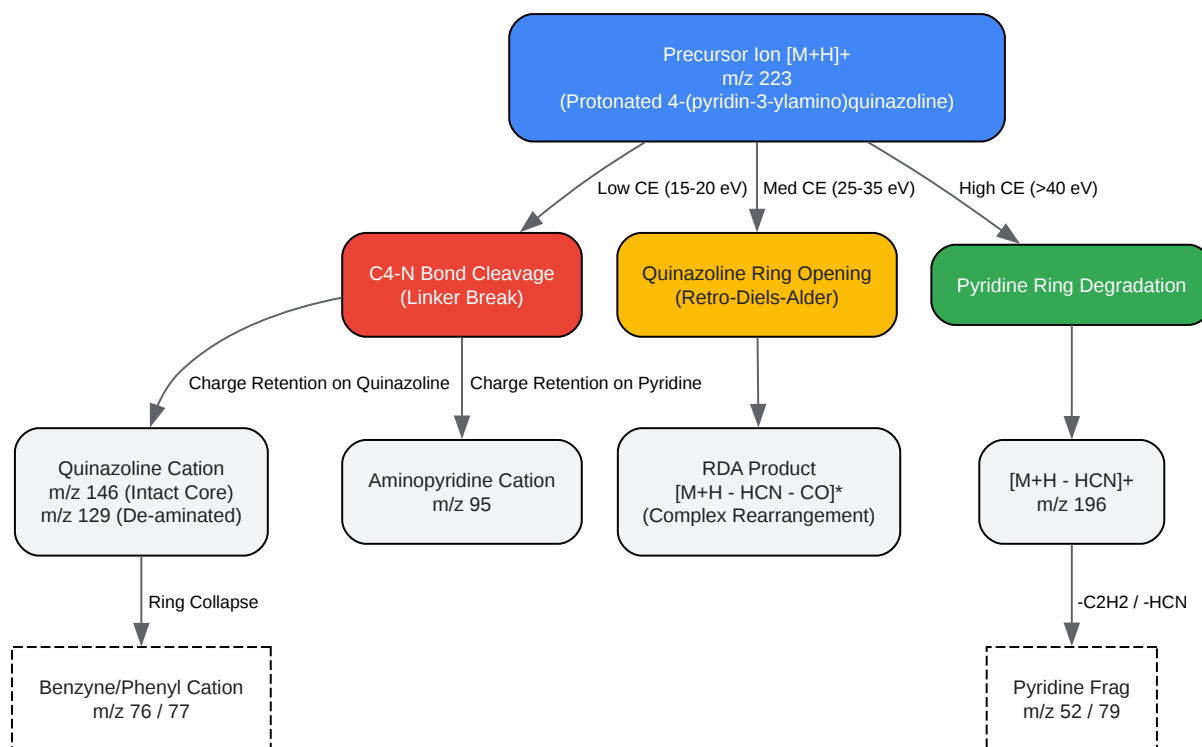 Precursor Ion [M+H]+
m/z 223
(Protonated 4-(pyridin-3-ylamino)quinazoline)
Low CE (15-20 eV)
Med CE (25-35 eV)
High CE (>40 eV)
C4-N Bond Cleavage
(Linker Break)
Quinazoline Ring Opening
(Retro-Diels-Alder)
Pyridine Ring Degradation
Charge Retention on Quinazoline
Charge Retention on Pyridine
Quinazoline Cation
m/z 146 (Intact Core)
m/z 129 (De-aminated)
Aminopyridine Cation
m/z 95
RDA Product
[M+H - HCN - CO]*
(Complex Rearrangement)
[M+H - HCN]+
m/z 196
Ring Collapse
-C2H2 / -HCN
Benzyne/Phenyl Cation
m/z 76 / 77
Pyridine Frag
m/z 52 / 79